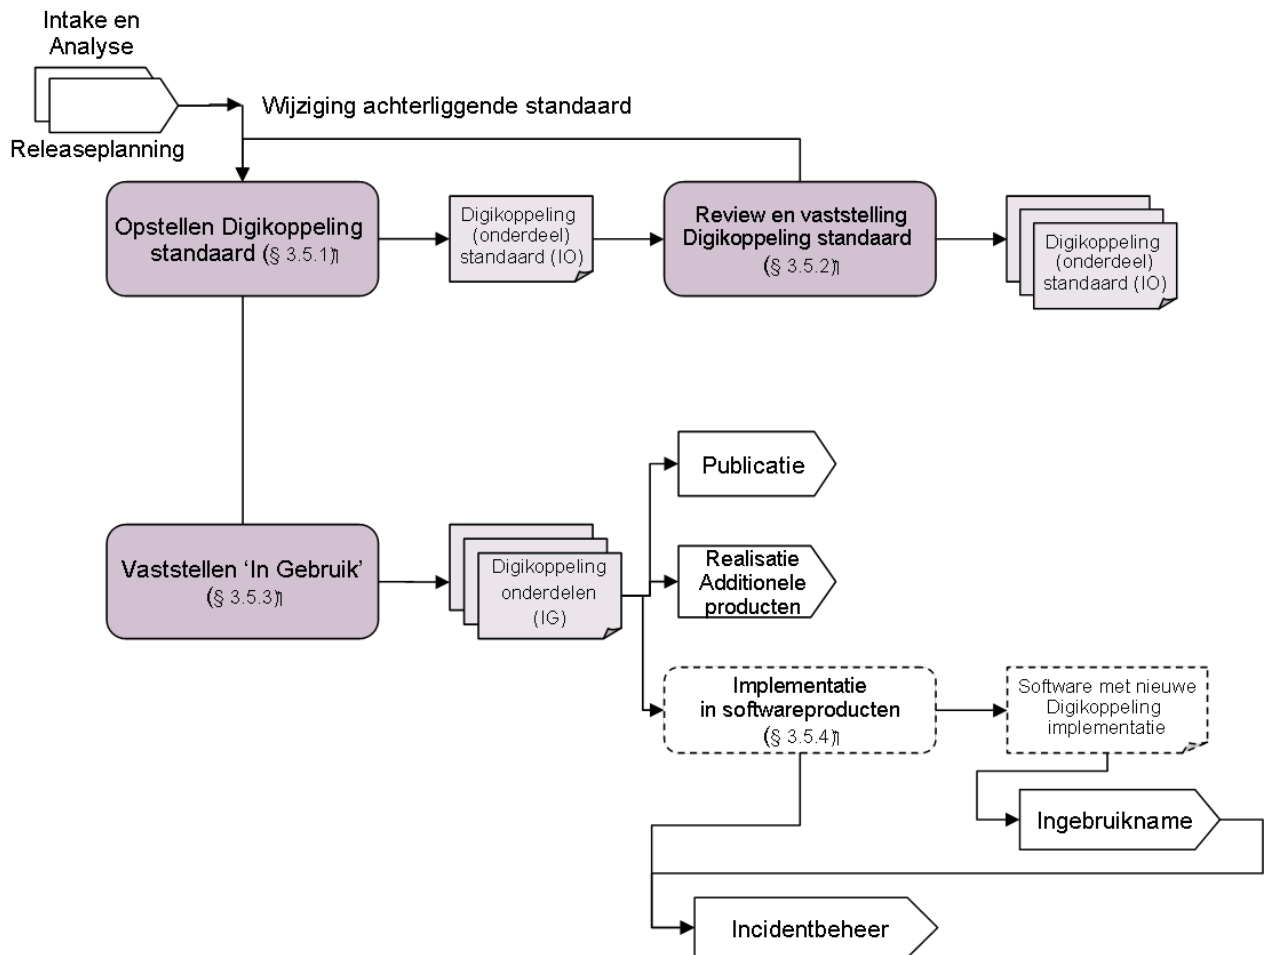 Intake en
Analyse
Wijziging achterliggende standaard
Releaseplanning
Opstellen Digikoppeling
standaard (§ 3.5.1)
Digikoppeling
(onderdeel)
standaard (IO)
Review en vaststelling
Digikoppeling standaard
(§ 3.5.2)
Digikoppeling
(onderdeel)
standaard (IO)
Publicatie
Vaststellen ‘In Gebruik’
(§ 3.5.3)
Digikoppeling
onderdelen
(IG)
Realisatie
Additionele
producten
Implementatie
in softwareproducten
(§ 3.5.4)
Software met nieuwe
Digikoppeling
implementatie
Ingebruikname
Incidentbeheer